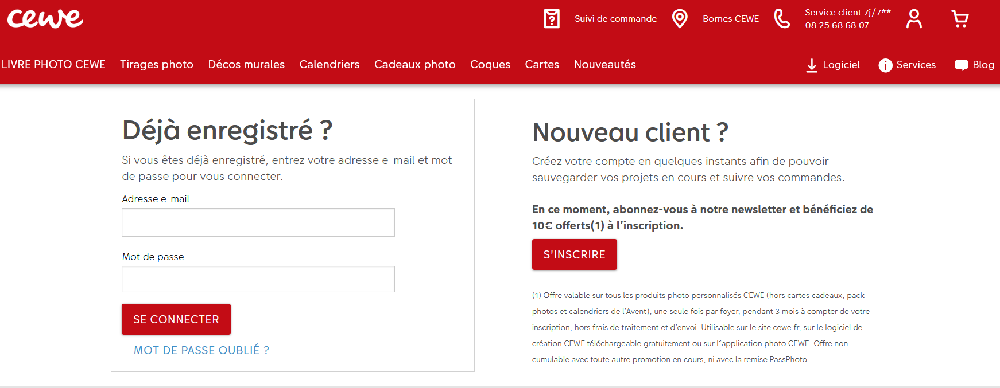 cewe
Suivi de commande
Bornes CEWE
Service client 7j/7**
08 25 68 68 07
LIVRE PHOTO CEWE Tirages photo Décos murales Calendriers Cadeaux photo Coques Cartes Nouveautés Logiciel Services Blog
Déjà enregistré ?
Si vous êtes déjà enregistré, entrez votre adresse e-mail et mot
de passe pour vous connecter.
Adresse e-mail
Mot de passe
SE CONNECTER
MOT DE PASSE OUBLIÉ ?
Nouveau client ?
Créez votre compte en quelques instants afin de pouvoir
sauvegarder vos projets en cours et suivre vos commandes.
En ce moment, abonnez-vous à notre newsletter et bénéficiez de
10€ offerts(1) à l’inscription.
S'INSCRIRE
(1) Offre valable sur tous les produits photo personnalisés CEWE (hors cartes cadeaux, pack
photos et calendriers de l’Avent), une seule fois par foyer, pendant 3 mois à compter de votre
inscription, hors frais de traitement et d’envoi. Utilisable sur le site cewe.fr, sur le logiciel de
création CEWE téléchargeable gratuitement ou sur l´application photo CEWE. Offre non
cumulable avec toute autre promotion en cours, ni avec la remise PassPhoto.